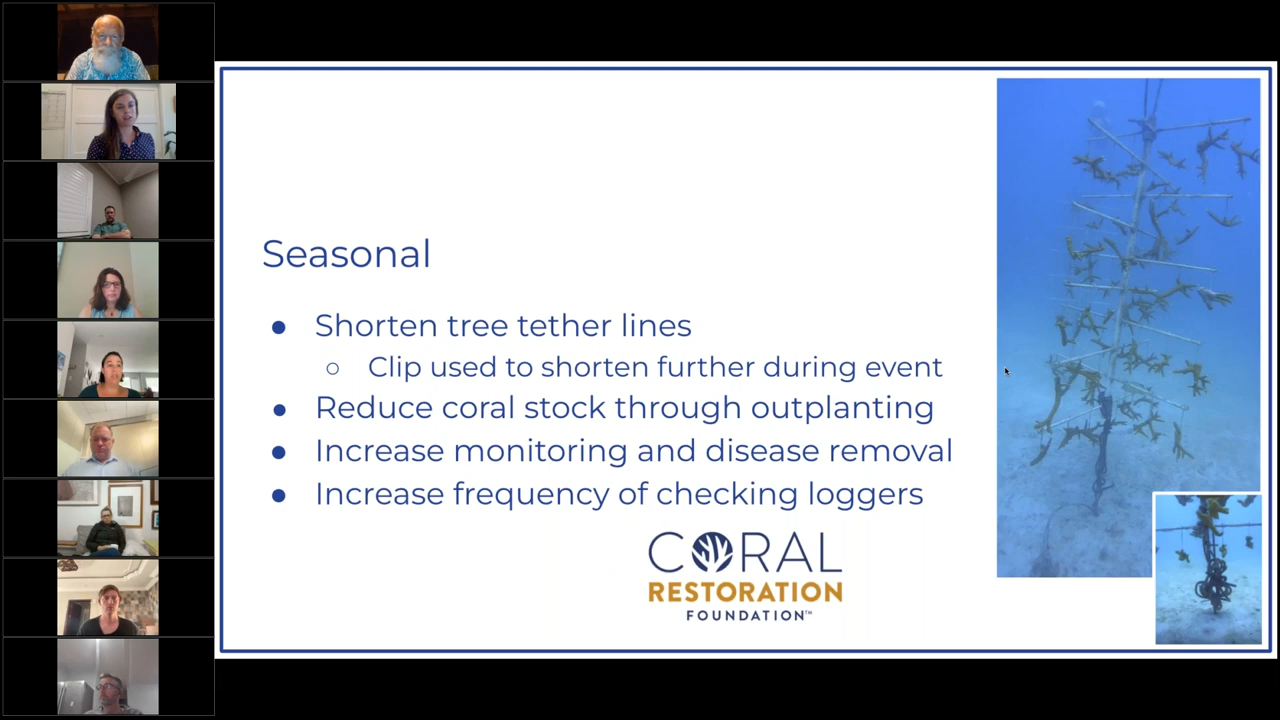 Seasonal
● Shorten tree tether lines
○ Clip used to shorten further during event
● Reduce coral stock through outplanting
● Increase monitoring and disease removal
● Increase frequency of checking loggers
CORAL
RESTORATION
FOUNDATION™